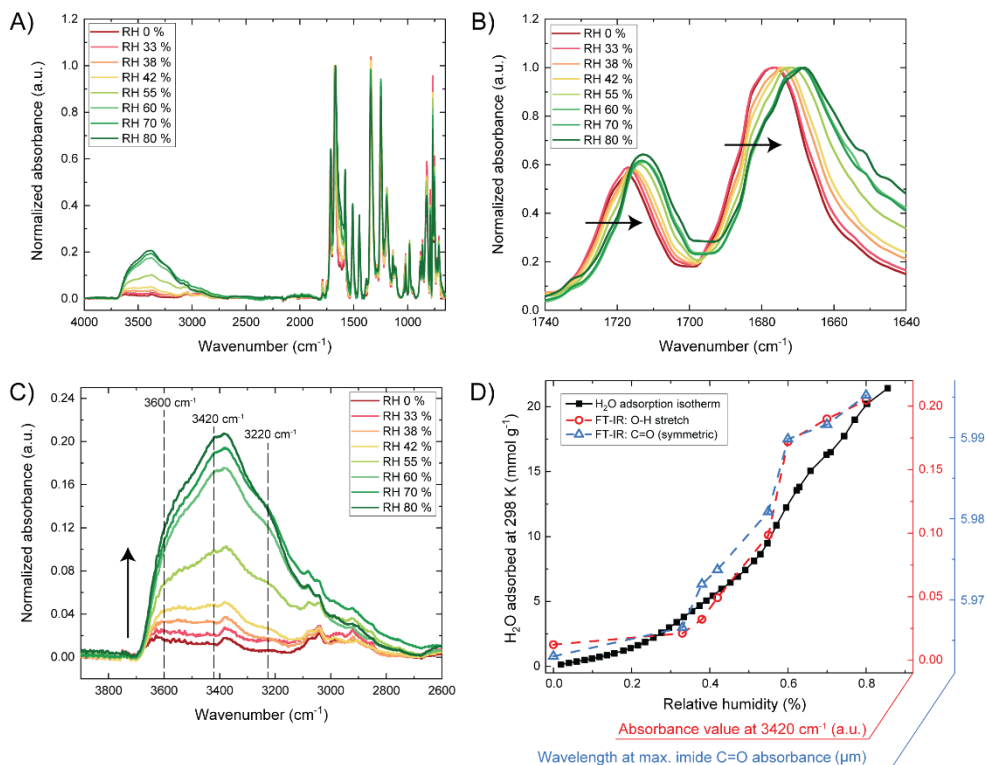 A)
RH 0 %
RH 33 %
RH 38 %
RH 42 %
RH 55 %
RH 60 %
RH 70 %
RH 80 %
Normalized absorbance (a.u.)
1.2
1.0
0.8
0.6
0.4
0.2
0.0
4000 3500 3000 2500 2000 1500 1000
Wavenumber (cm⁻¹)
B)
RH 0 %
RH 33 %
RH 38 %
RH 42 %
RH 55 %
RH 60 %
RH 70 %
RH 80 %
Normalized absorbance (a.u.)
1.2
1.0
0.8
0.6
0.4
0.2
0.0
1740 1720 1700 1680 1660 1640
Wavenumber (cm⁻¹)
C)
3600 cm⁻¹
3420 cm⁻¹
3220 cm⁻¹
RH 0 %
RH 33 %
RH 38 %
RH 42 %
RH 55 %
RH 60 %
RH 70 %
RH 80 %
Normalized absorbance (a.u.)
0.24
0.20
0.16
0.12
0.08
0.04
0.00
3800 3600 3400 3200 3000 2800 2600
Wavenumber (cm⁻¹)
D)
H₂O adsorption isotherm
FT-IR: O-H stretch
FT-IR: C=O (symmetric)
H₂O adsorbed at 298 K (mmol g⁻¹)
20
15
10
5
0
0.0 0.2 0.4 0.6 0.8
Relative humidity (%)
0.20
0.15
0.10
0.05
0.00
Absorbance value at 3420 cm⁻¹ (a.u.)
5.99
5.98
5.97
Wavelength at max. imide C=O absorbance (μm)